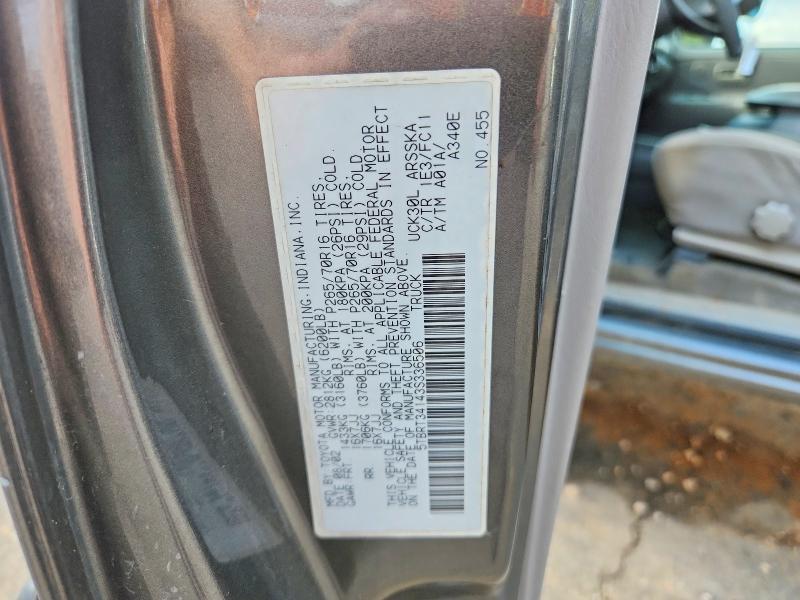 MFD BY: TOYOTA MOTOR MANUFACTURING, INDIANA, INC.
DATE 08/02 GVWR 2812KG (6200LB)
GAWR FRT 1433KG (3160LB) WITH P265/70R16 TIRES,
16X7JJ RIMS, AT 180KPA (26PSI) COLD.
RR 1706KG (3760LB) WITH P265/70R16 TIRES,
16X7JJ RIMS, AT 200KPA (29PSI) COLD
THIS VEHICLE CONFORMS TO ALL APPLICABLE FEDERAL MOTOR
VEHICLE SAFETY AND THEFT PREVENTION STANDARDS IN EFFECT
ON THE DATE OF MANUFACTURE SHOWN ABOVE.
5TBRT34143S336506 TRUCK
UCK30L ARSSKA
C/TR 1E3/FC11
A/TM A01A/
A340E
NO.455